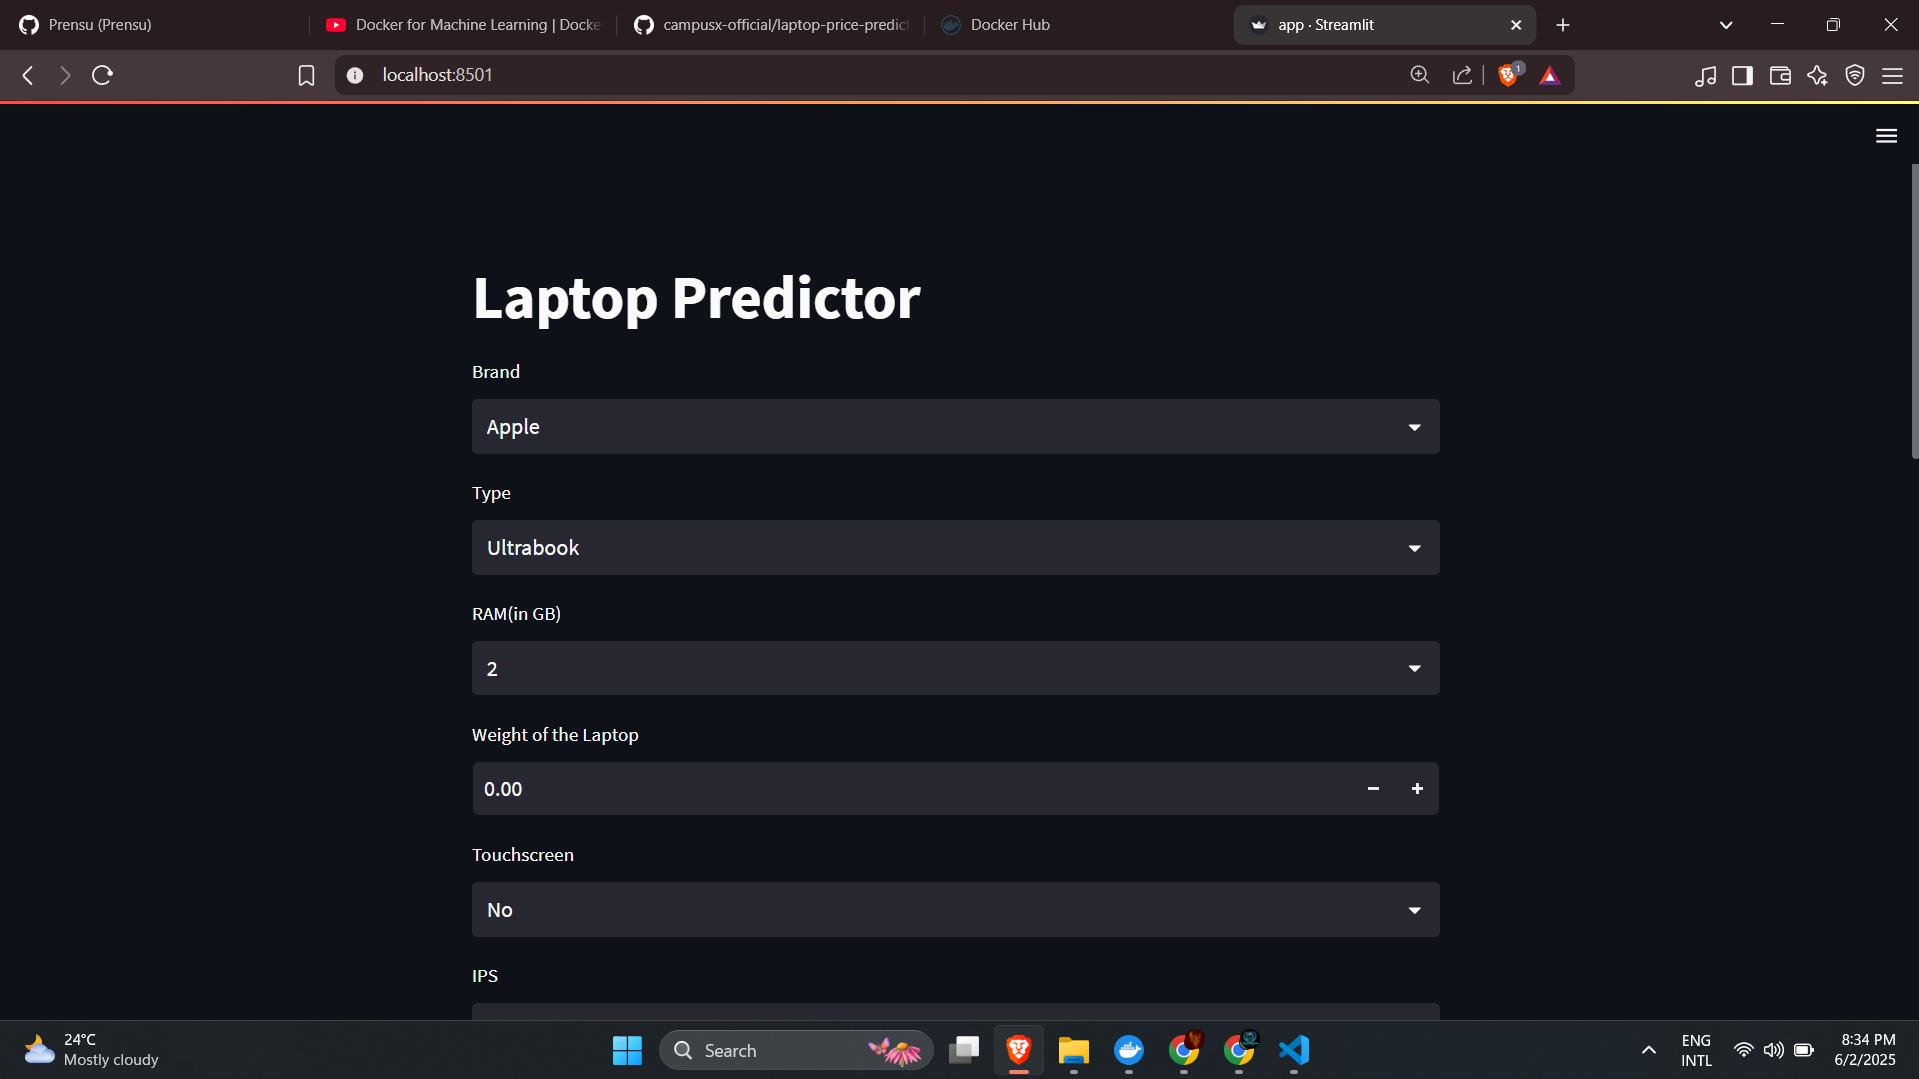 Prensu (Prensu)
Docker for Machine Learning | Docke
campusx-official/laptop-price-predict
Docker Hub
app · Streamlit
localhost:8501
1
Laptop Predictor
Brand
Apple
Type
Ultrabook
RAM(in GB)
2
Weight of the Laptop
0.00
Touchscreen
No
IPS
24°C
Mostly cloudy
Search
ENG
INTL
8:34 PM
6/2/2025